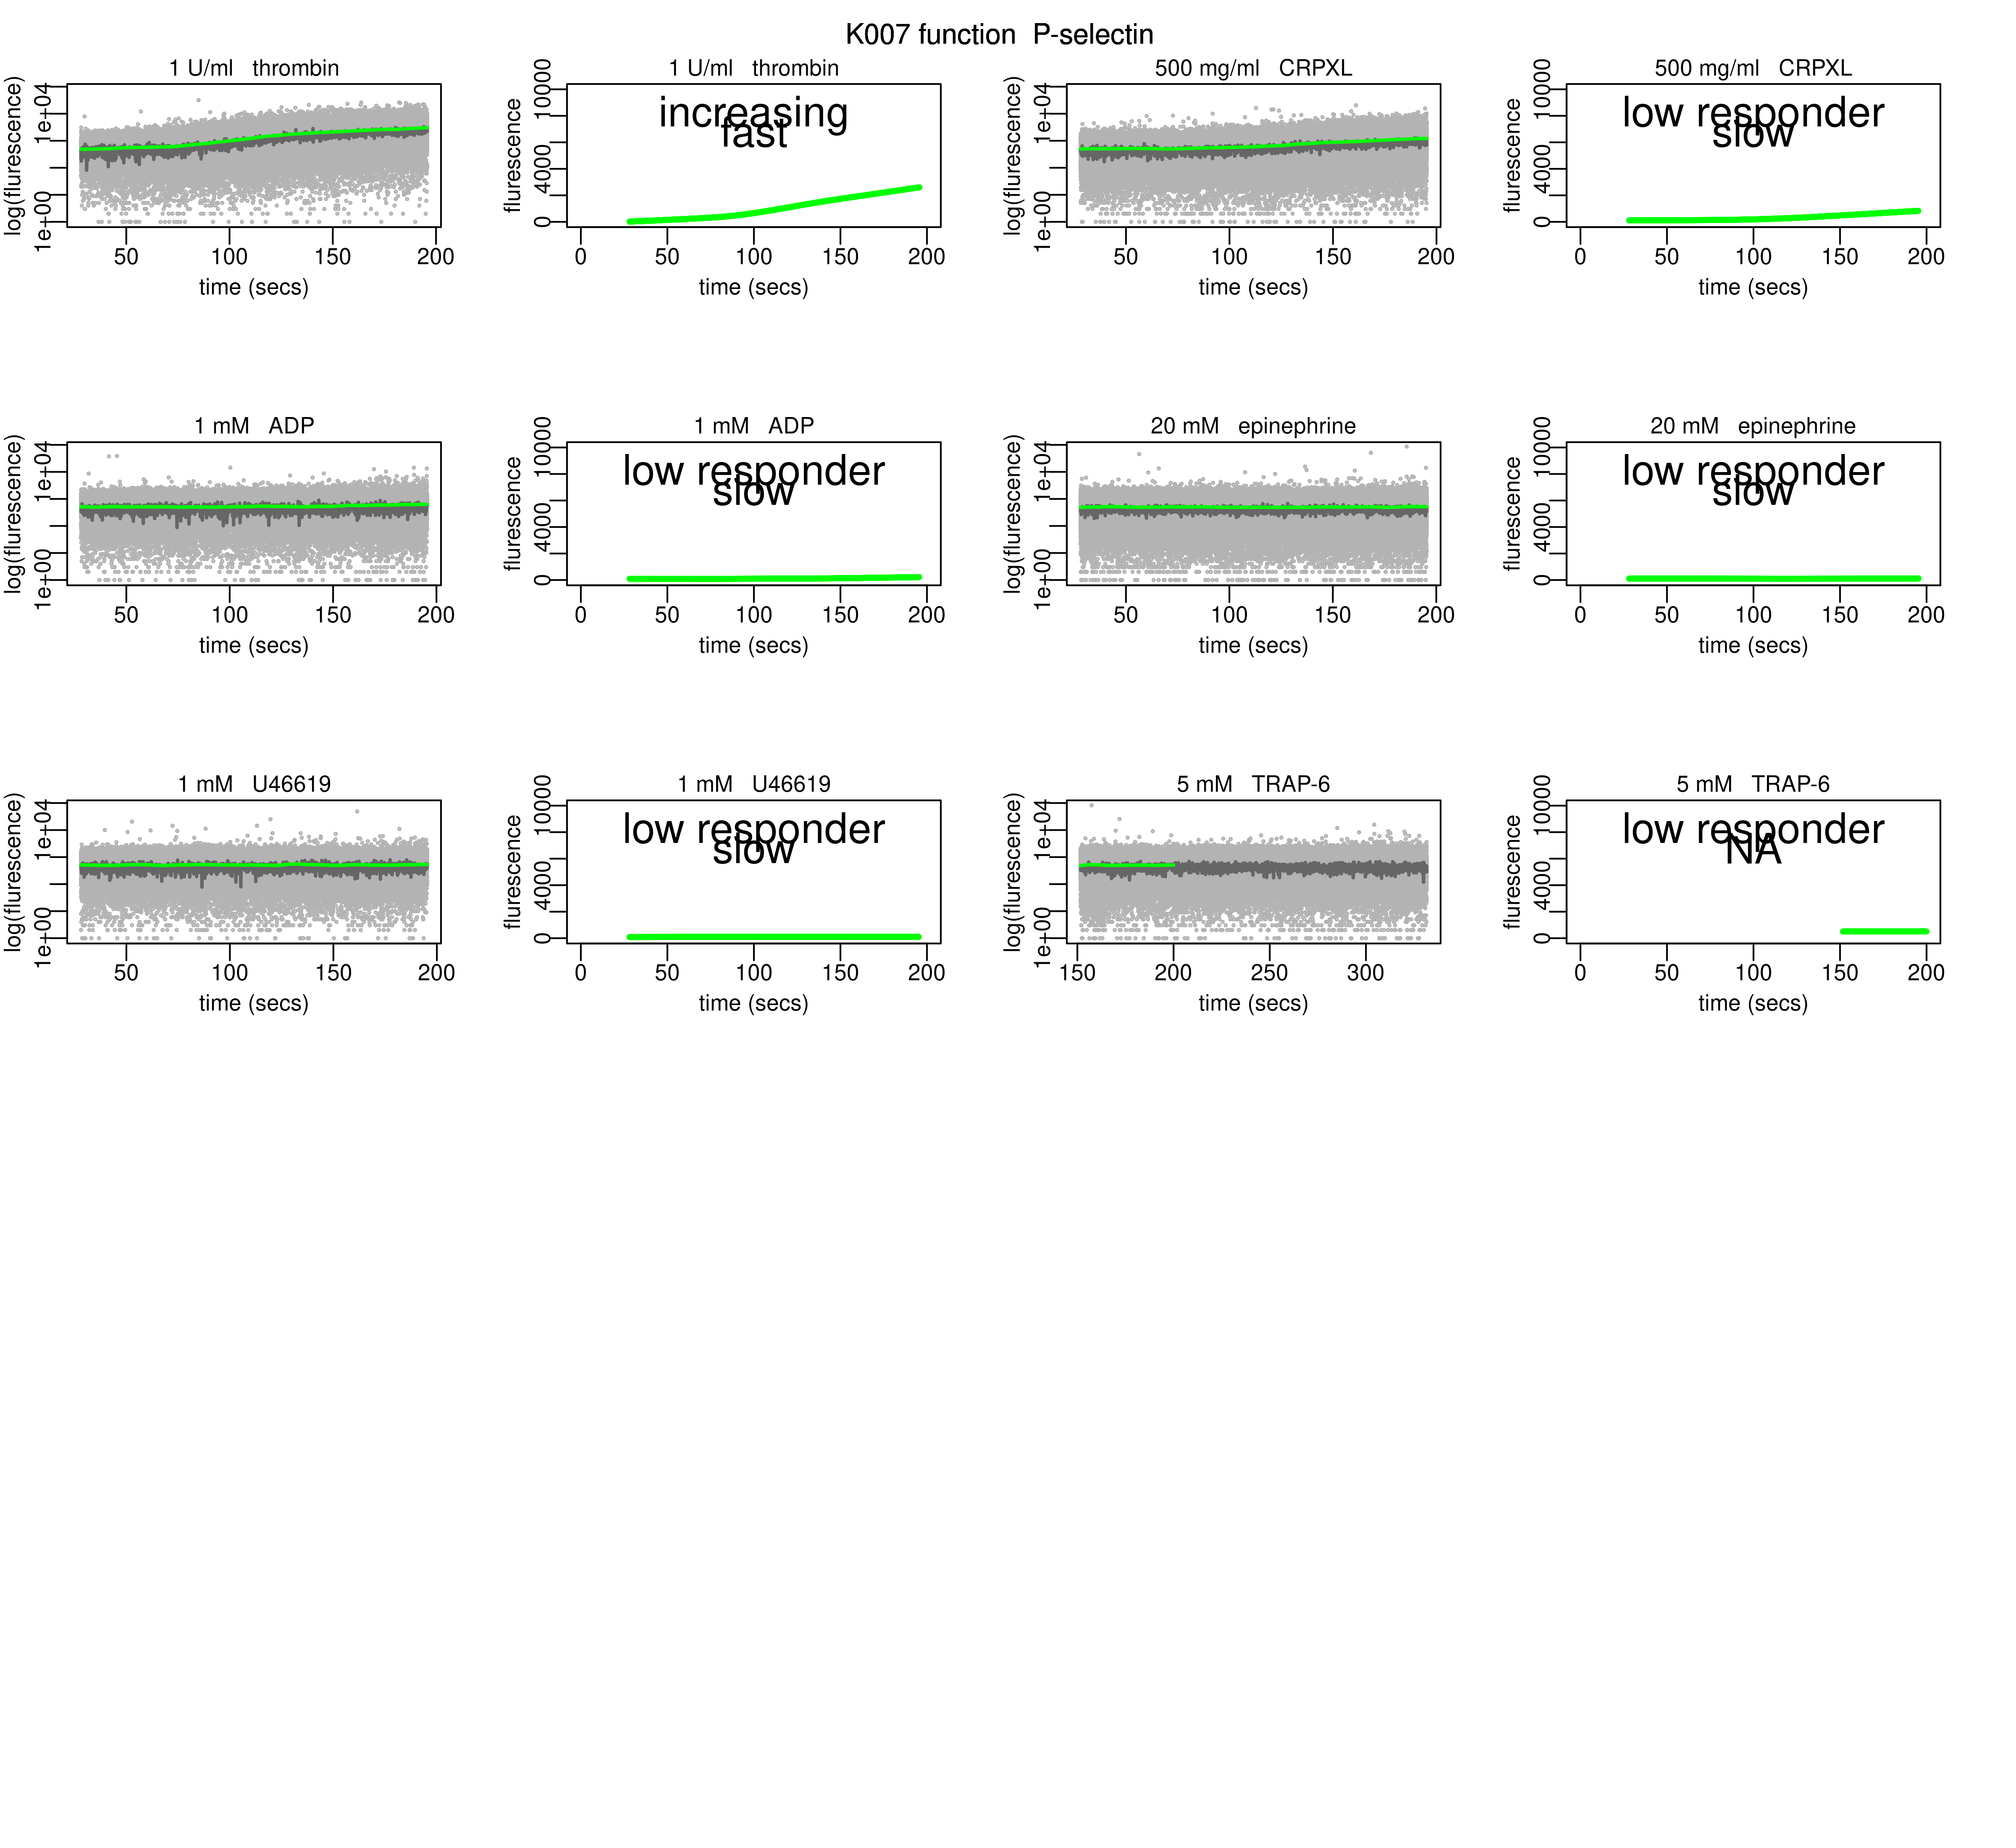 K007 function  P-selectin
1 U/ml   thrombin
log(flurescence)
1e+00
1e+04
50 100 150 200
time (secs)
1 U/ml   thrombin
increasing
fast
flurescence
0 4000 10000
0 50 100 150 200
time (secs)
500 mg/ml   CRPXL
log(flurescence)
1e+00
1e+04
50 100 150 200
time (secs)
500 mg/ml   CRPXL
low responder
slow
flurescence
0 4000 10000
0 50 100 150 200
time (secs)
1 mM   ADP
log(flurescence)
1e+00
1e+04
50 100 150 200
time (secs)
1 mM   ADP
low responder
slow
flurescence
0 4000 10000
0 50 100 150 200
time (secs)
20 mM   epinephrine
log(flurescence)
1e+00
1e+04
50 100 150 200
time (secs)
20 mM   epinephrine
low responder
slow
flurescence
0 4000 10000
0 50 100 150 200
time (secs)
1 mM   U46619
log(flurescence)
1e+00
1e+04
50 100 150 200
time (secs)
1 mM   U46619
low responder
slow
flurescence
0 4000 10000
0 50 100 150 200
time (secs)
5 mM   TRAP-6
log(flurescence)
1e+00
1e+04
150 200 250 300
time (secs)
5 mM   TRAP-6
low responder
NA
flurescence
0 4000 10000
0 50 100 150 200
time (secs)